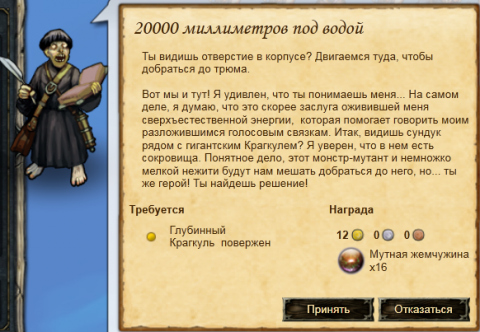 20000 миллиметров под водой
Ты видишь отверстие в корпусе? Двигаемся туда, чтобы
добраться до трюма.
Вот мы и тут! Я удивлен, что ты понимаешь меня... На самом
деле, я думаю, что это скорее заслуга оживившей меня
сверхъестественной энергии, которая помогает говорить моим
разложившимся голосовым связкам. Итак, видишь сундук
рядом с гигантским Крагкулем? Я уверен, что в нем есть
сокровища. Понятное дело, этот монстр-мутант и немножко
мелкой нежити будут нам мешать добраться до него, но... ты
же герой! Ты найдешь решение!
Требуется
Глубинный
Крагкуль повержен
Награда
12 0 0
Мутная жемчужина
x16
Принять
Отказаться